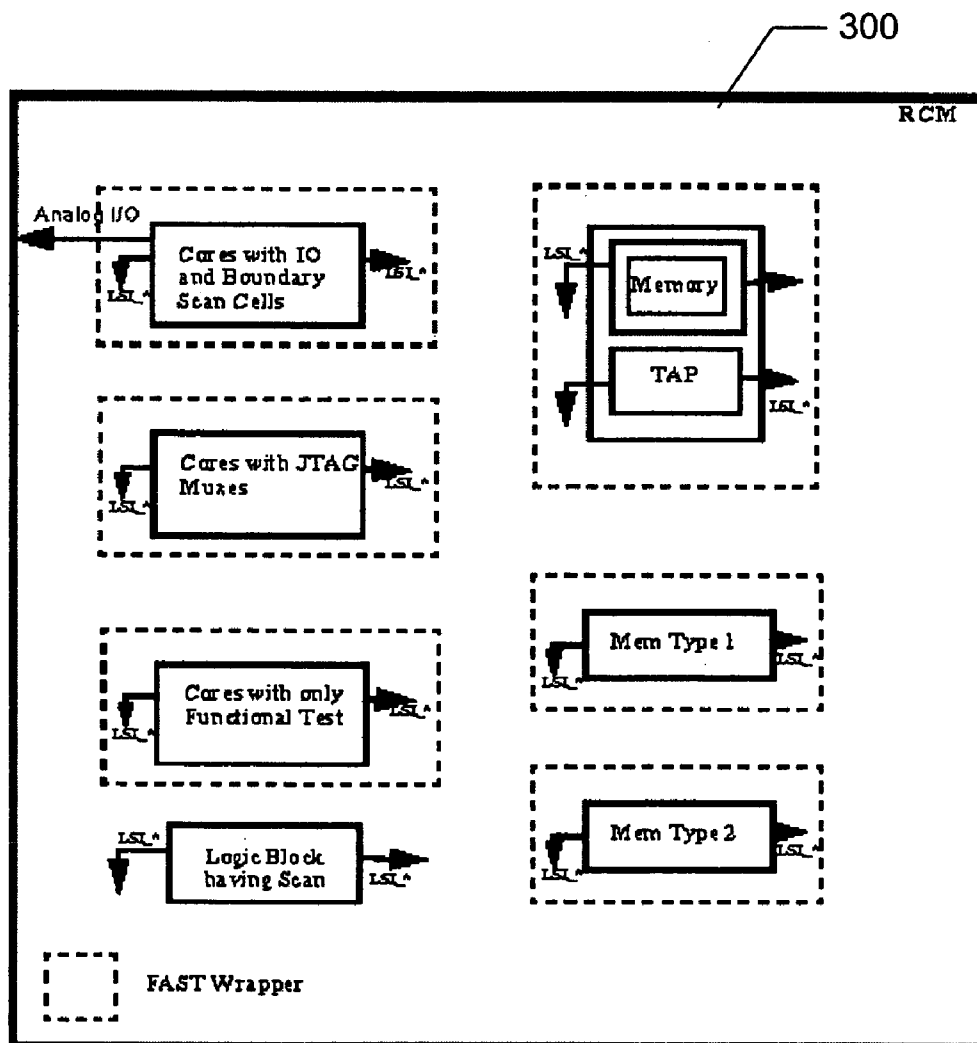 300
RCM
Analog I/O
Cores with IO
and Boundary
Scan Cells
LSI_^
LSI_^
LSI_^
Memory
TAP
LSI_^
Cores with JTAG
Muxes
LSI_^
LSI_^
Mem Type 1
LSI_^
LSI_^
Cores with only
Functional Test
LSI_^
LSI_^
Mem Type 2
LSI_^
LSI_^
LSI_^
Logic Block
having Scan
LSI_^
FAST Wrapper